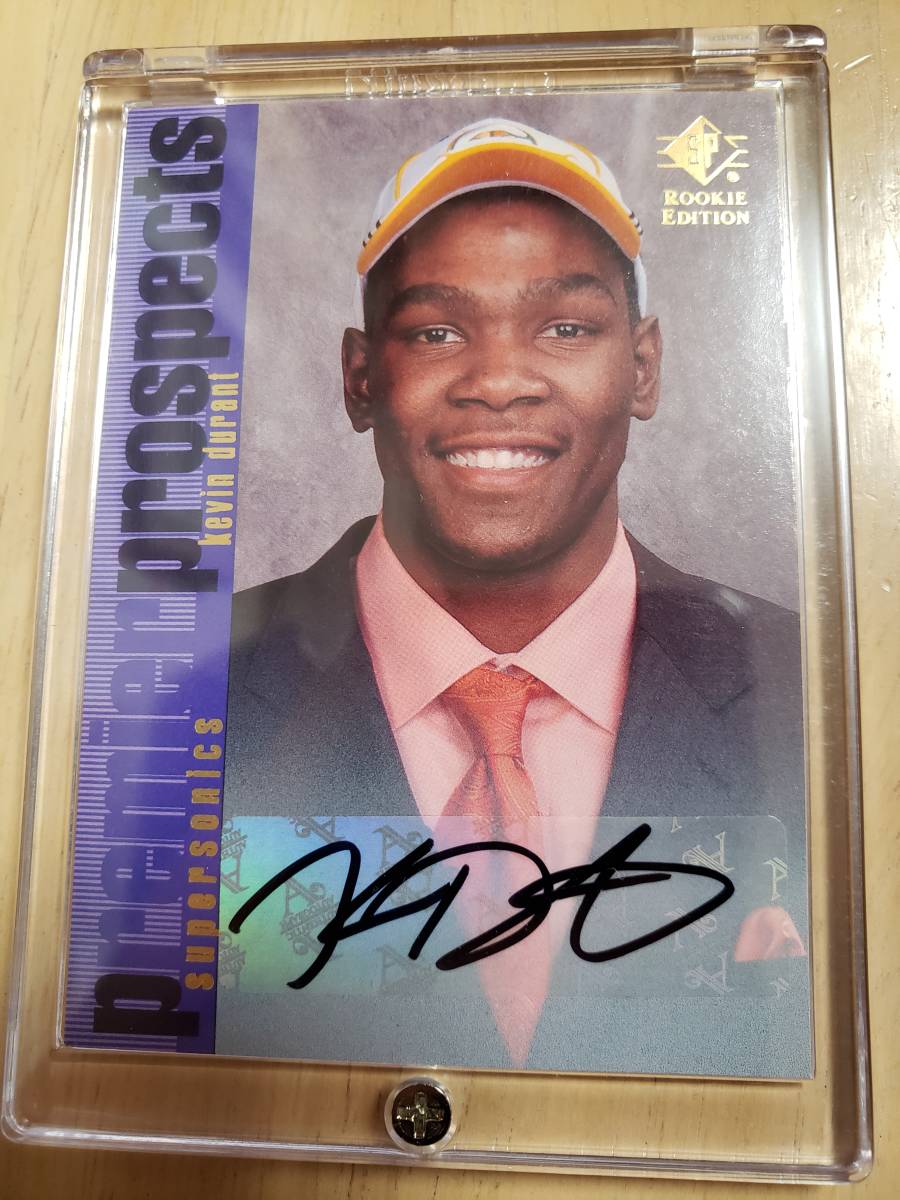 SP
ROOKIE
EDITION
premier prospects
kevin durant
supersonics